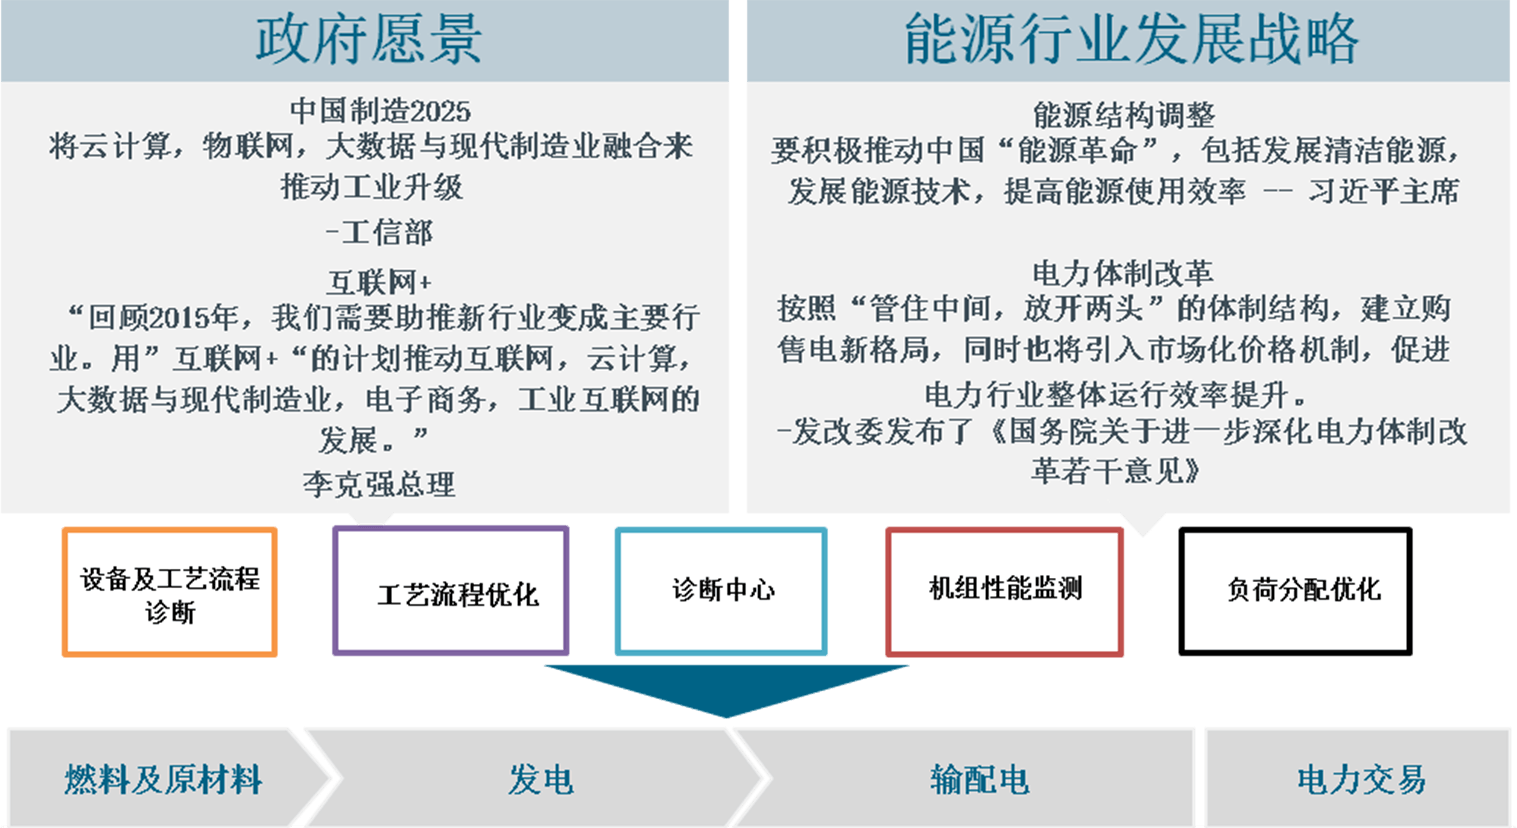 政府愿景
中国制造2025
将云计算，物联网，大数据与现代制造业融合来
推动工业升级
-工信部
互联网+
“回顾2015年，我们需要助推新行业变成主要行
业。用”互联网+“的计划推动互联网，云计算，
大数据与现代制造业，电子商务，工业互联网的
发展。”
李克强总理
能源行业发展战略
能源结构调整
要积极推动中国“能源革命”，包括发展清洁能源，
发展能源技术，提高能源使用效率 -- 习近平主席
电力体制改革
按照“管住中间，放开两头”的体制结构，建立购
售电新格局，同时也将引入市场化价格机制，促进
电力行业整体运行效率提升。
-发改委发布了《国务院关于进一步深化电力体制改
革若干意见》
设备及工艺流程
诊断
工艺流程优化
诊断中心
机组性能监测
负荷分配优化
燃料及原材料
发电
输配电
电力交易